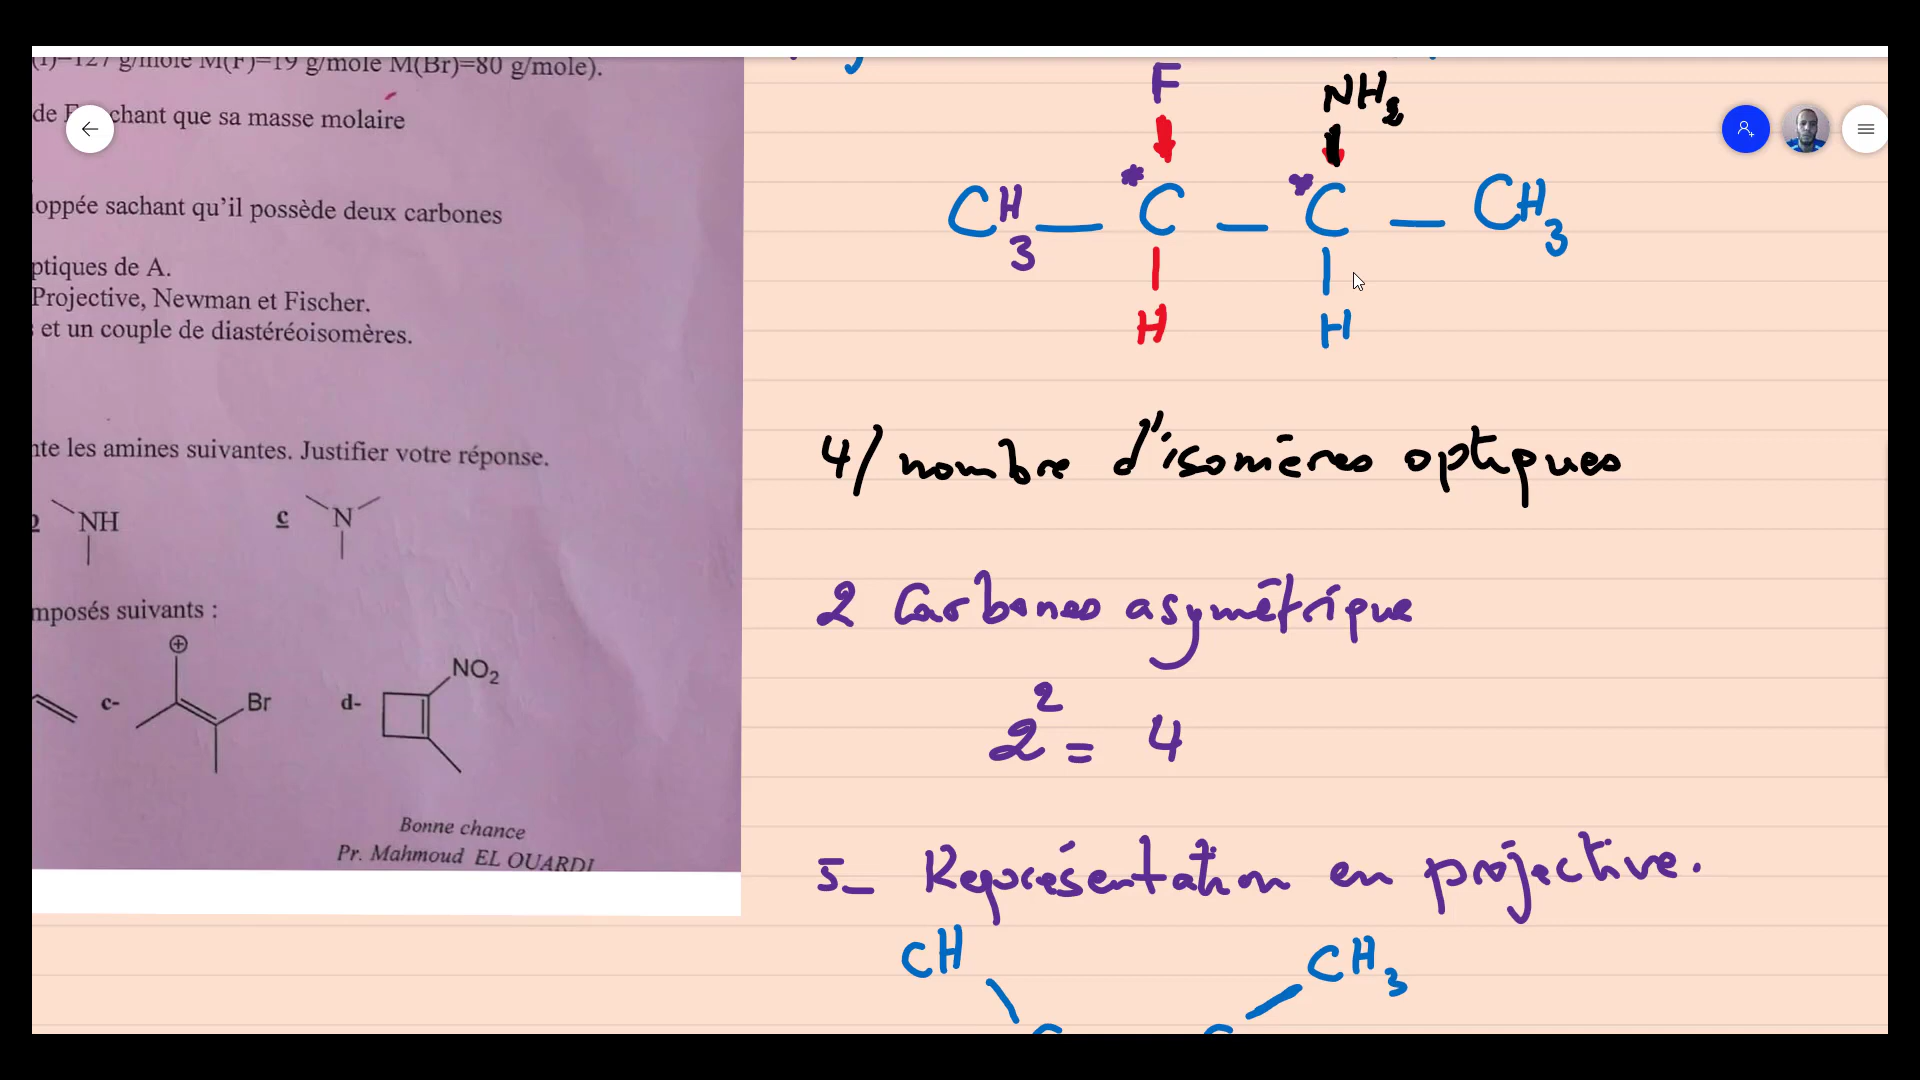 (I)=127 g/mole M(F)=19 g/mole M(Br)=80 g/mole).
de chant que sa masse molaire
loppée sachant qu'il possède deux carbones
ptiques de A.
Projective, Newman et Fischer.
s et un couple de diastéréoisomères.
nte les amines suivantes. Justifier votre réponse.
b NH
c N
mposés suivants :
⊕
c- Br
d- NO2
Bonne chance
Pr. Mahmoud EL OUARDI
F NH2
CH3 — *C — *C — CH3
H H
4/ nombre d'isomères optiques
2 Carbones asymétrique
2² = 4
5_ Représentation en projective.
CH CH3
C C